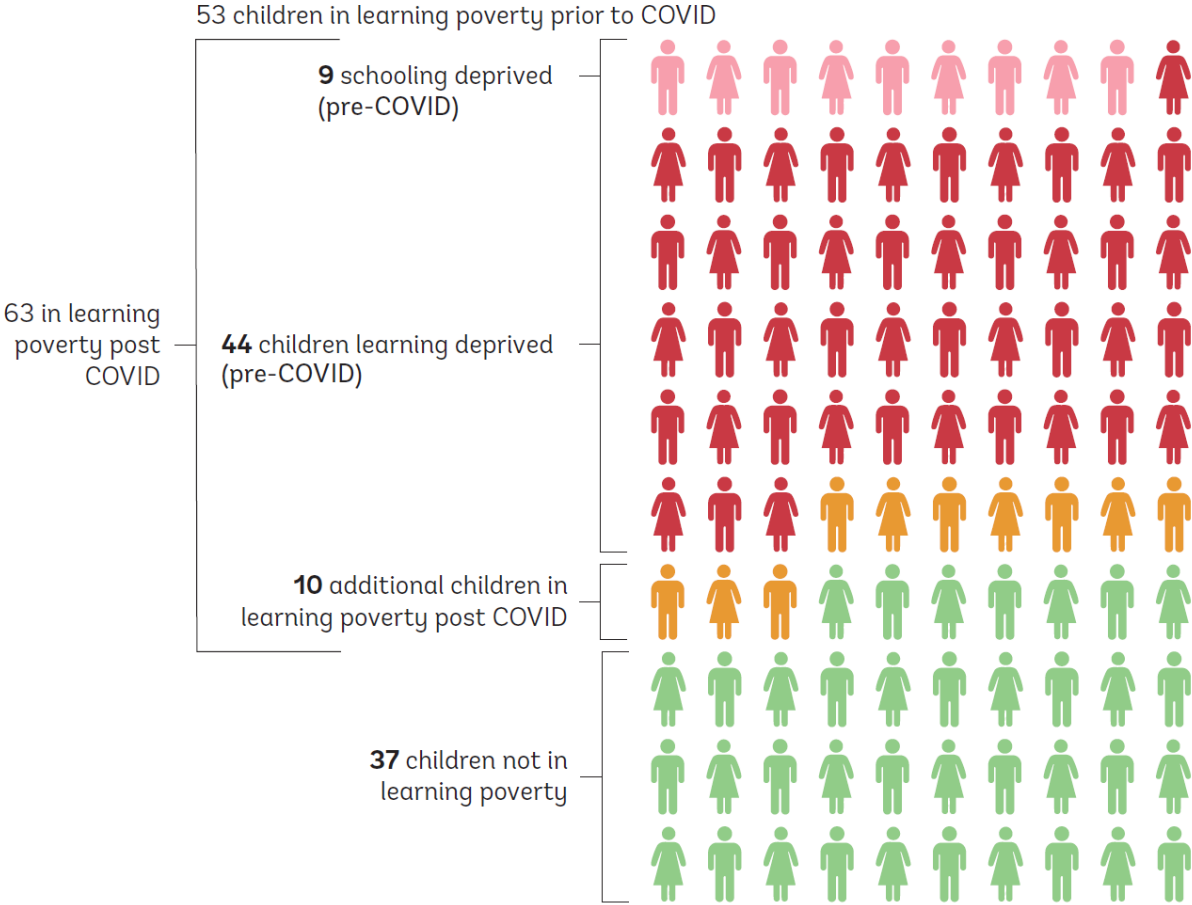 53 children in learning poverty prior to COVID
9 schooling deprived
(pre-COVID)
63 in learning
poverty post
COVID
44 children learning deprived
(pre-COVID)
10 additional children in
learning poverty post COVID
37 children not in
learning poverty